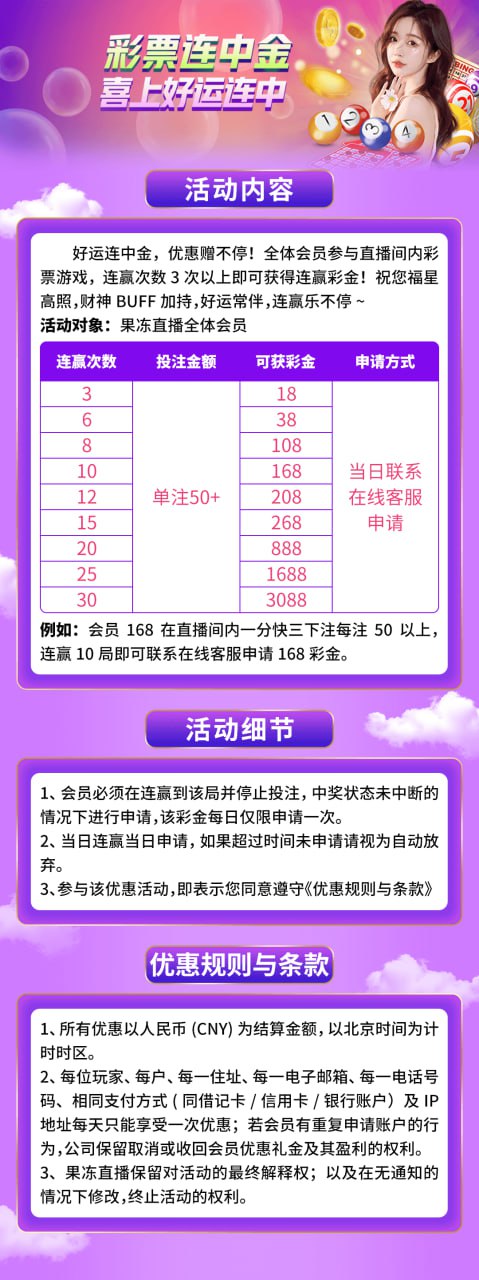 彩票连中金
喜上好运连中
活动内容
好运连中金，优惠赠不停！全体会员参与直播间内彩
票游戏，连赢次数 3 次以上即可获得连赢彩金！祝您福星
高照，财神 BUFF 加持，好运常伴，连赢乐不停 ~
活动对象：果冻直播全体会员
连赢次数 投注金额 可获彩金 申请方式
3 18
6 38
8 108
10 168
12 208
15 268
20 888
25 1688
30 3088
单注50+
当日联系
在线客服
申请
例如：会员 168 在直播间内一分快三下注每注 50 以上，
连赢 10 局即可联系在线客服申请 168 彩金。
活动细节
1、会员必须在连赢到该局并停止投注，中奖状态未中断的
情况下进行申请，该彩金每日仅限申请一次。
2、当日连赢当日申请，如果超过时间未申请请视为自动放
弃。
3、参与该优惠活动，即表示您同意遵守《优惠规则与条款》
优惠规则与条款
1、所有优惠以人民币 (CNY) 为结算金额，以北京时间为计
时时区。
2、每位玩家、每户、每一住址、每一电子邮箱、每一电话号
码、相同支付方式 ( 同借记卡 / 信用卡 / 银行账户 ）及 IP
地址每天只能享受一次优惠；若会员有重复申请账户的行
为，公司保留取消或收回会员优惠礼金及其盈利的权利。
3、果冻直播保留对活动的最终解释权；以及在无通知的
情况下修改，终止活动的权利。